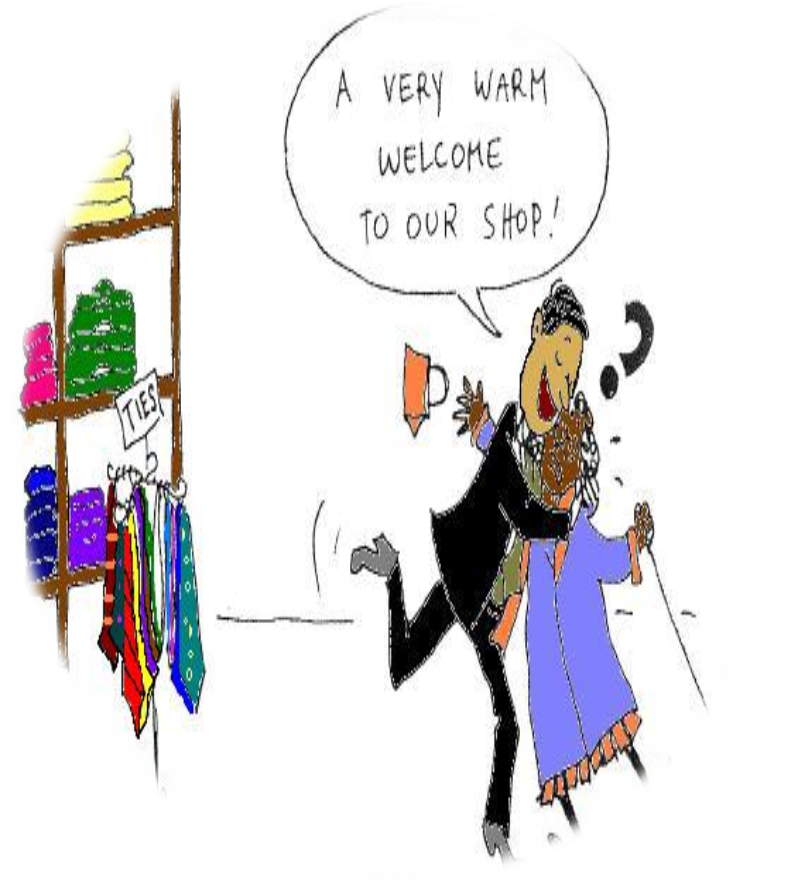 A VERY WARM
WELCOME
TO OUR SHOP!
?
TIES